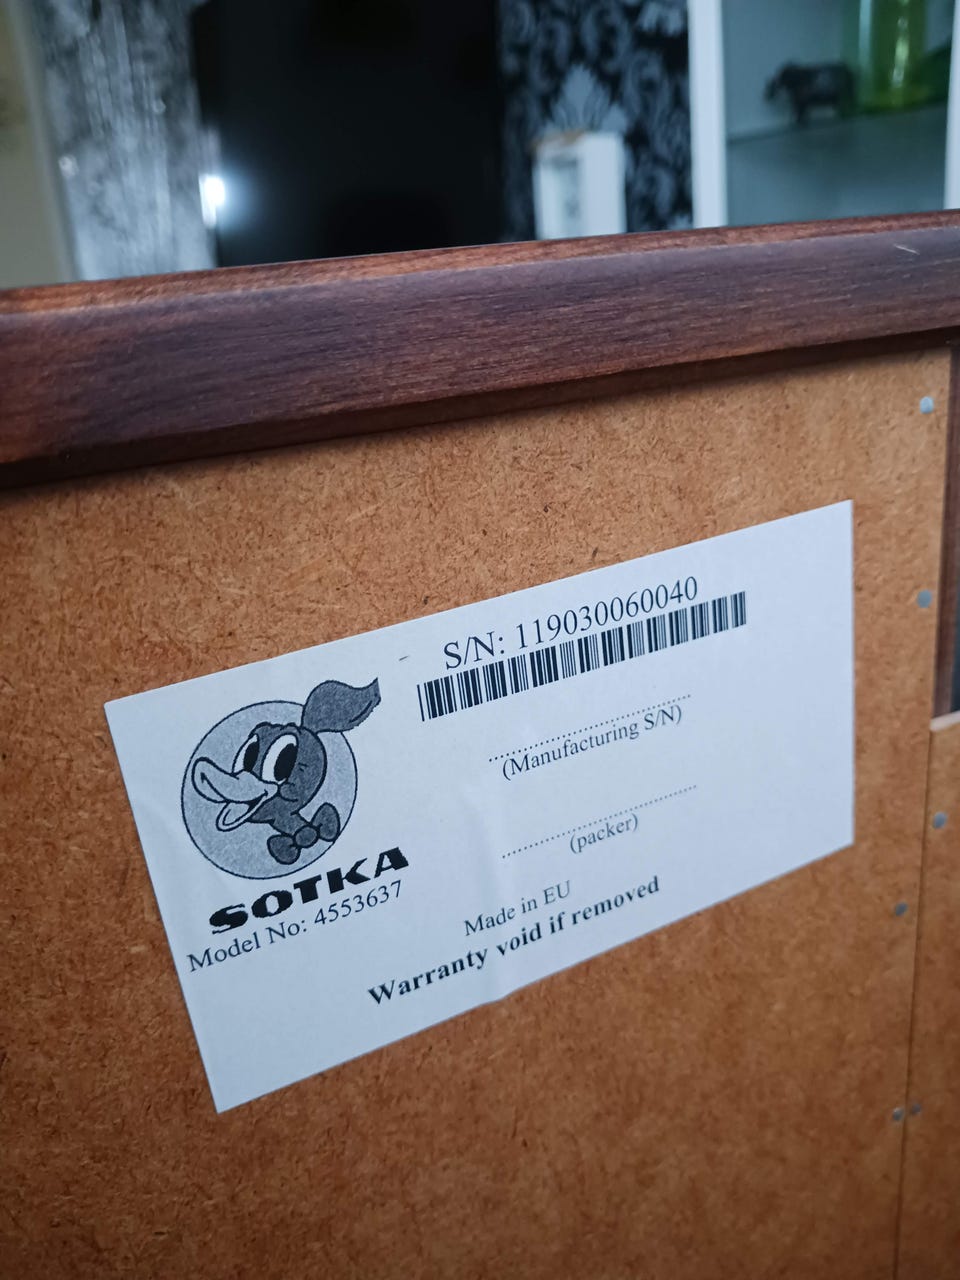 S/N: 119030060040
(Manufacturing S/N)
(packer)
SOTKA
Model No: 4553637
Made in EU
Warranty void if removed